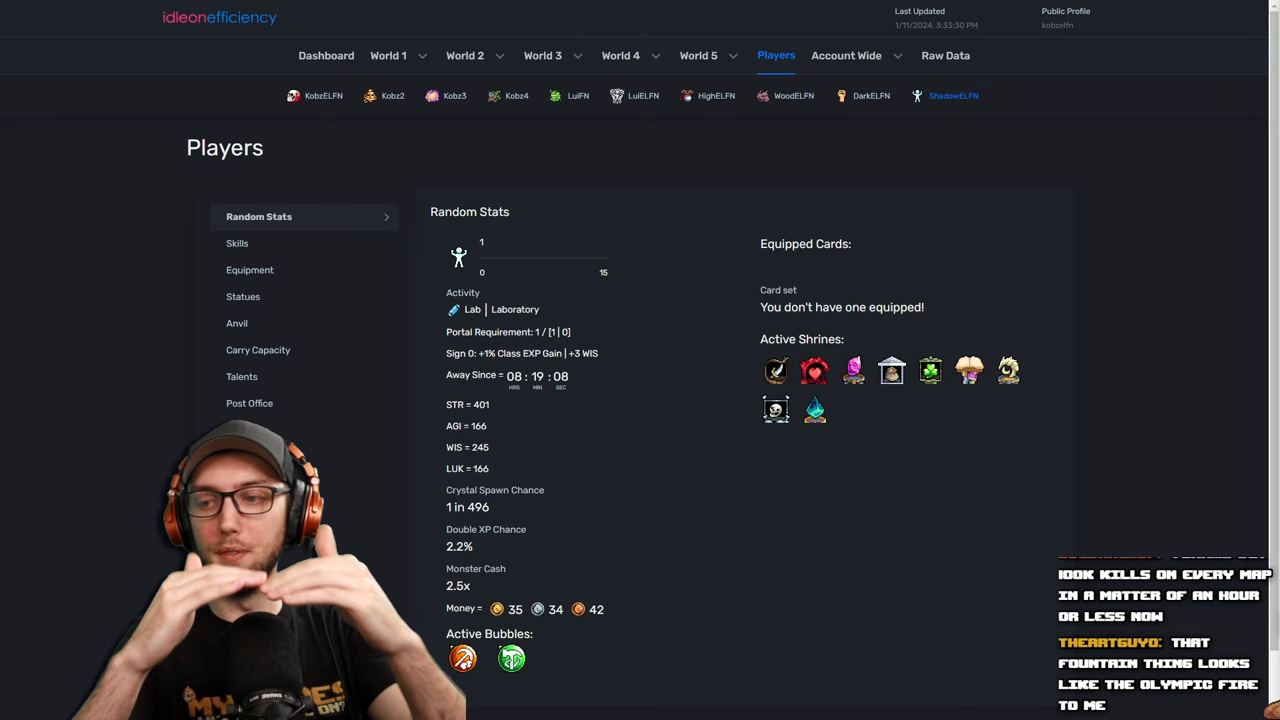 idleonefficiency
Last Updated
1/11/2024, 3:33:30 PM
Public Profile
kobzelfn
Dashboard World 1 World 2 World 3 World 4 World 5 Players Account Wide Raw Data
KobzELFN Kobz2 Kobz3 Kobz4 LuiFN LuiELFN HighELFN WoodELFN DarkELFN ShadowELFN
Players
Random Stats
Skills
Equipment
Statues
Anvil
Carry Capacity
Talents
Post Office
Random Stats
1
0 15
Activity
Lab | Laboratory
Portal Requirement: 1 / [1 | 0]
Sign 0: +1% Class EXP Gain | +3 WIS
Away Since = 08 : 19 : 08
HRS MIN SEC
STR = 401
AGI = 166
WIS = 245
LUK = 166
Crystal Spawn Chance
1 in 496
Double XP Chance
2.2%
Monster Cash
2.5x
Money = 35 34 42
Active Bubbles:
Equipped Cards:
Card set
You don't have one equipped!
Active Shrines:
100K KILLS ON EVERY MAP
IN A MATTER OF AN HOUR
OR LESS NOW
THEARTGUYO: THAT
FOUNTAIN THING LOOKS
LIKE THE OLYMPIC FIRE
TO ME